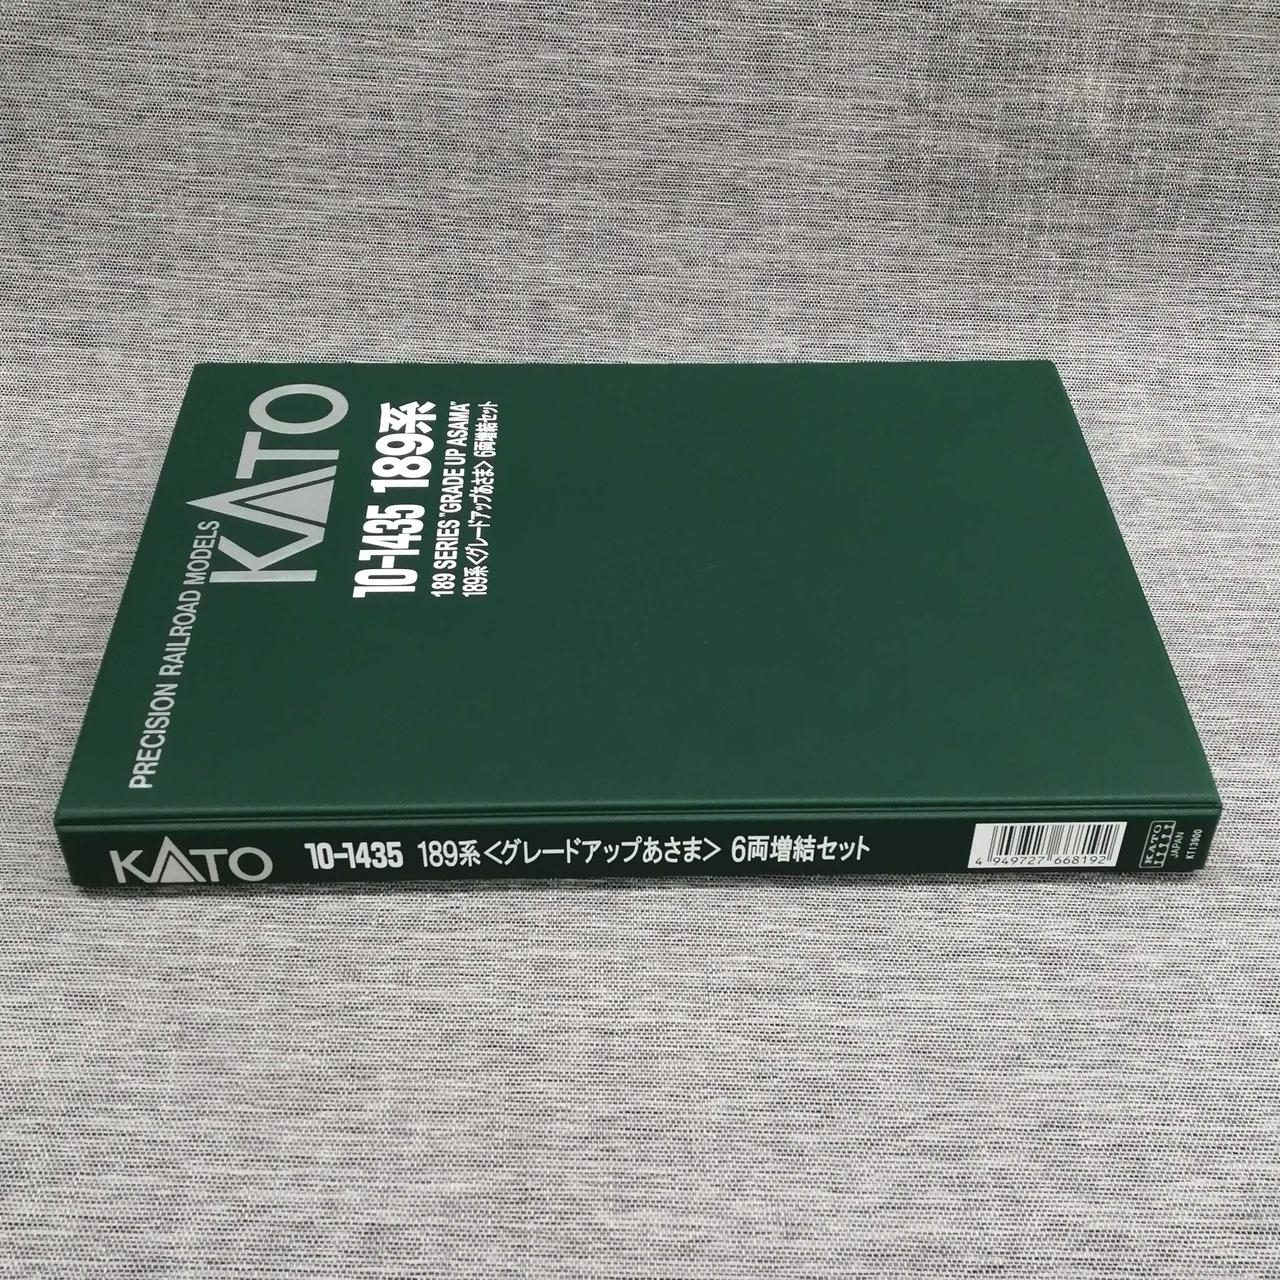 PRECISION RAILROAD MODELS
KATO
10-1435 189系
189 SERIES "GRADE UP ASAMA"
189系<グレードアップあさま> 6両増結セット
KATO 10-1435 189系<グレードアップあさま> 6両増結セット
4 949727 668192
KATO
JAPAN
KT1360